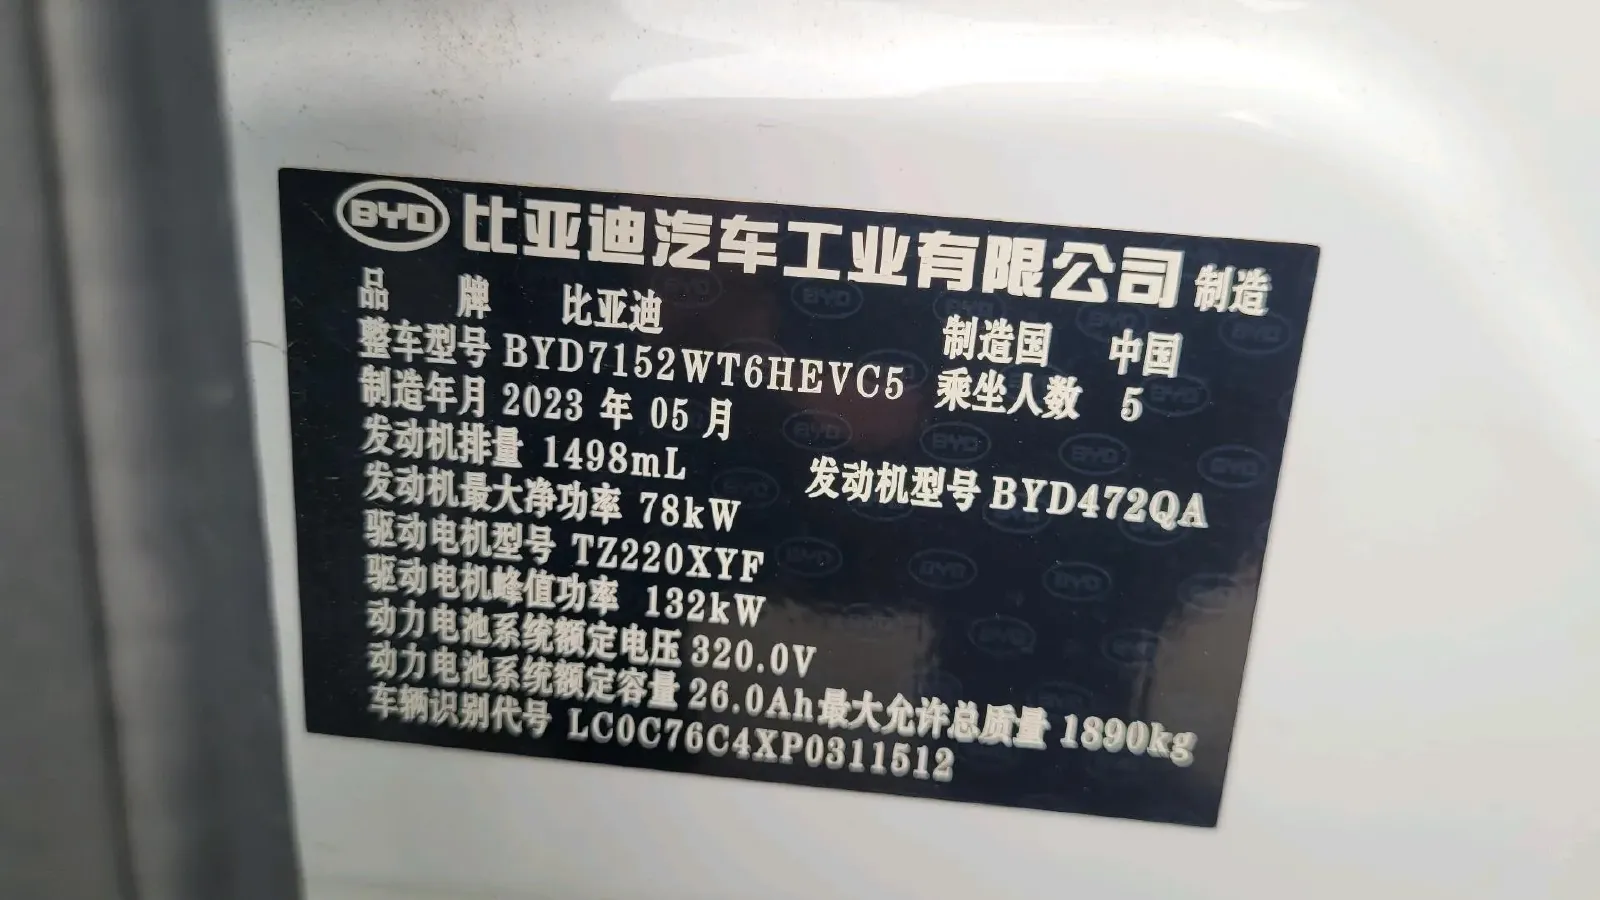 BYD 比亚迪汽车工业有限公司 制造
品 牌 比亚迪 制造国 中国
整车型号 BYD7152WT6HEVC5 乘坐人数 5
制造年月 2023 年 05 月
发动机排量 1498mL 发动机型号 BYD472QA
发动机最大净功率 78kW
驱动电机型号 TZ220XYF
驱动电机峰值功率 132kW
动力电池系统额定电压 320.0V
动力电池系统额定容量 26.0Ah 最大允许总质量 1890kg
车辆识别代号 LC0C76C4XP0311512